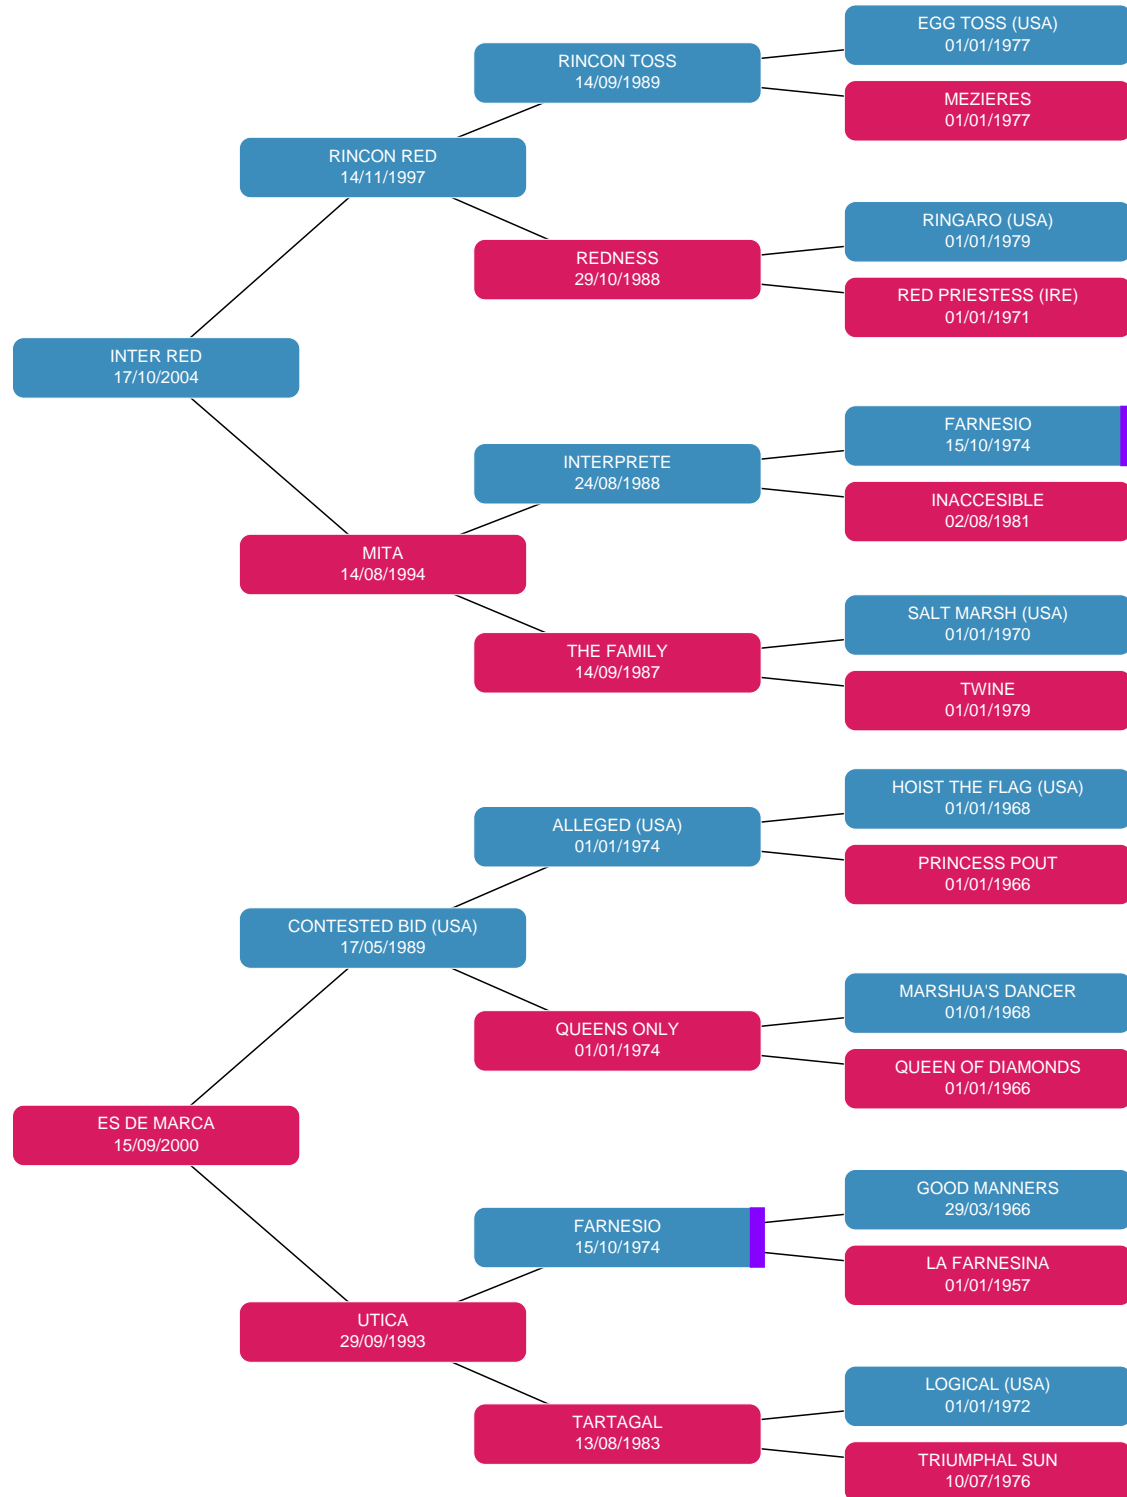 EGG TOSS (USA)
01/01/1977
RINCON TOSS
14/09/1989
MEZIERES
01/01/1977
RINCON RED
14/11/1997
RINGARO (USA)
01/01/1979
REDNESS
29/10/1988
RED PRIESTESS (IRE)
01/01/1971
INTER RED
17/10/2004
FARNESIO
15/10/1974
INTERPRETE
24/08/1988
INACCESIBLE
02/08/1981
MITA
14/08/1994
SALT MARSH (USA)
01/01/1970
THE FAMILY
14/09/1987
TWINE
01/01/1979
HOIST THE FLAG (USA)
01/01/1968
ALLEGED (USA)
01/01/1974
PRINCESS POUT
01/01/1966
CONTESTED BID (USA)
17/05/1989
MARSHUA'S DANCER
01/01/1968
QUEENS ONLY
01/01/1974
QUEEN OF DIAMONDS
01/01/1966
ES DE MARCA
15/09/2000
GOOD MANNERS
29/03/1966
FARNESIO
15/10/1974
LA FARNESINA
01/01/1957
UTICA
29/09/1993
LOGICAL (USA)
01/01/1972
TARTAGAL
13/08/1983
TRIUMPHAL SUN
10/07/1976